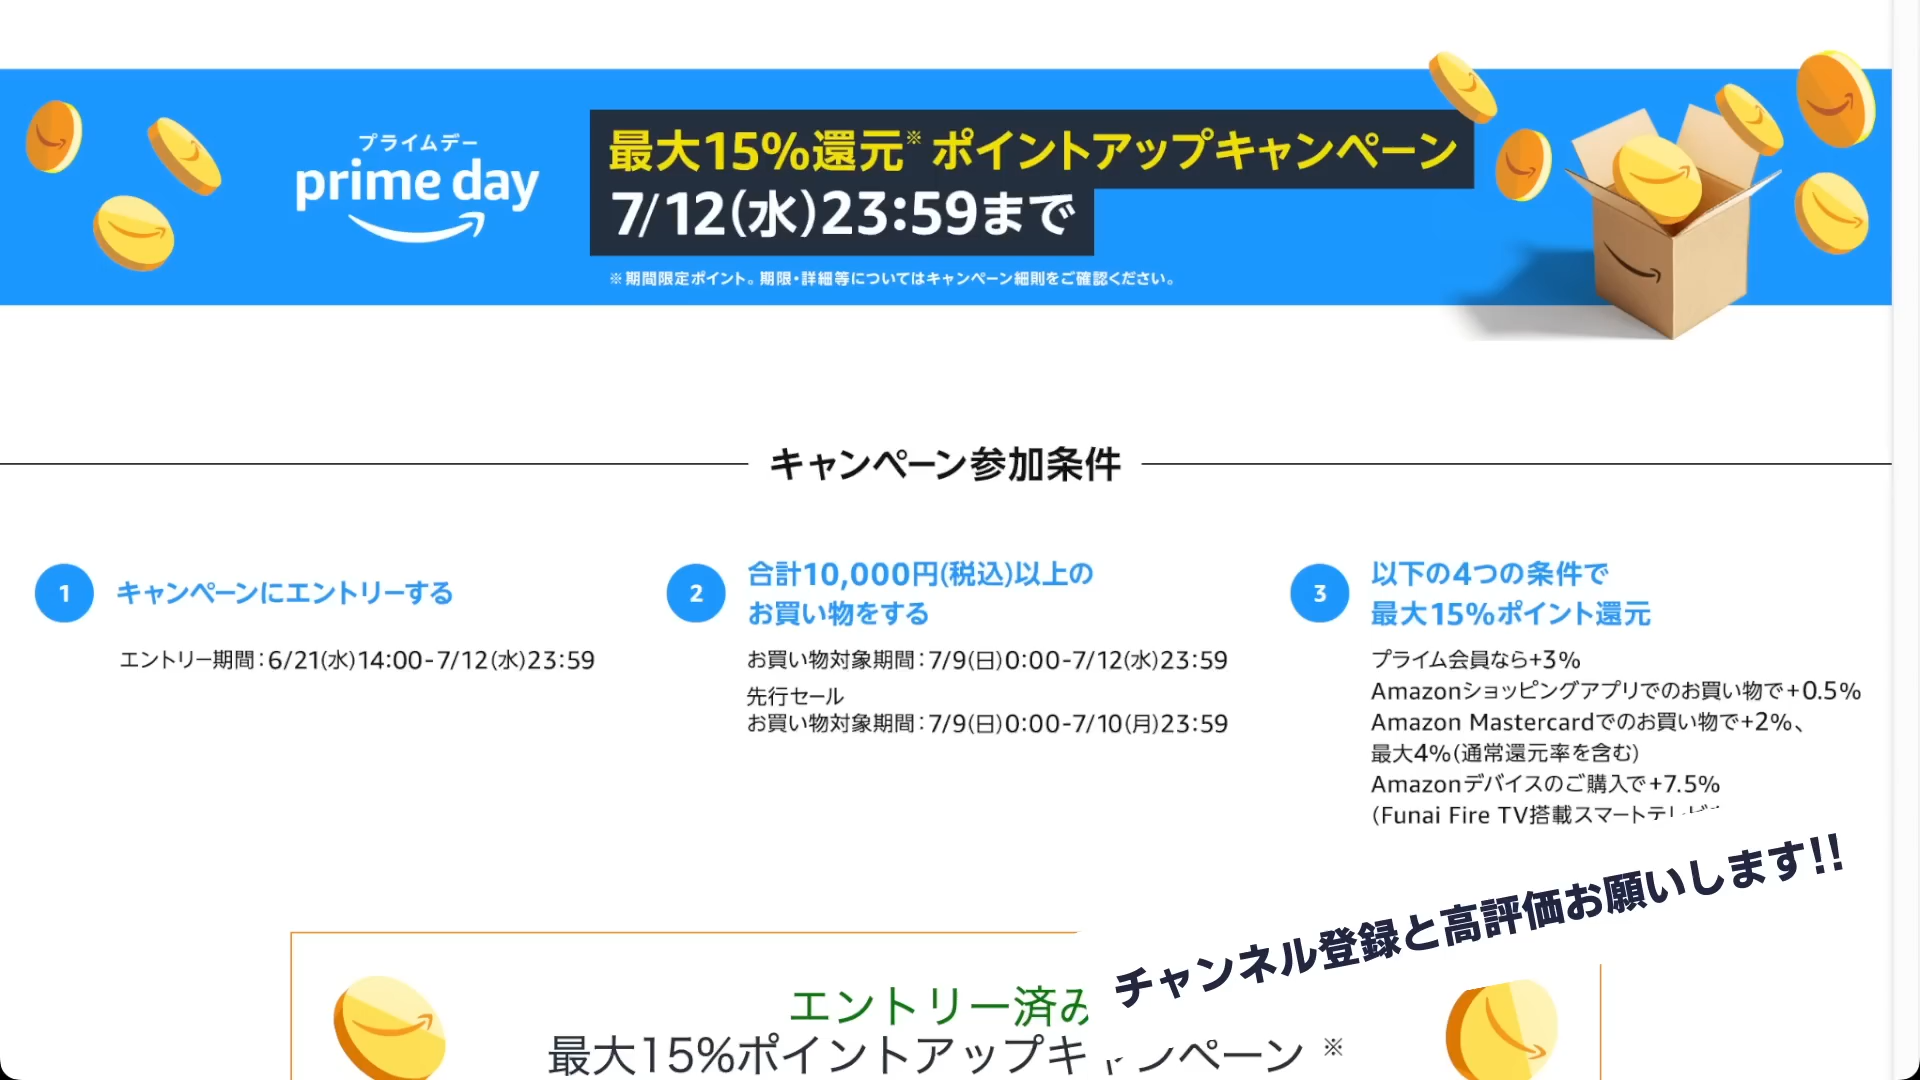 プライムデー
prime day
最大15%還元※ ポイントアップキャンペーン
7/12(水)23:59まで
※期間限定ポイント。期限・詳細等についてはキャンペーン細則をご確認ください。
キャンペーン参加条件
1 キャンペーンにエントリーする
エントリー期間：6/21(水)14:00-7/12(水)23:59
2 合計10,000円(税込)以上の
お買い物をする
お買い物対象期間：7/9(日)0:00-7/12(水)23:59
先行セール
お買い物対象期間：7/9(日)0:00-7/10(月)23:59
3 以下の4つの条件で
最大15%ポイント還元
プライム会員なら+3%
Amazonショッピングアプリでのお買い物で+0.5%
Amazon Mastercardでのお買い物で+2%、
最大4%(通常還元率を含む)
Amazonデバイスのご購入で+7.5%
(Funai Fire TV搭載スマートテレビ
チャンネル登録と高評価お願いします!!
エントリー済み
最大15%ポイントアップキャンペーン ※